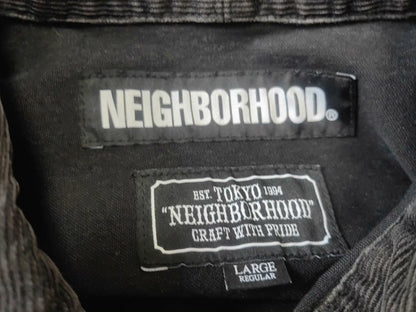 NEIGHBORHOOD®
EST. TOKYO 1994
"NEIGHBORHOOD"
CRAFT WITH PRIDE
LARGE
REGULAR